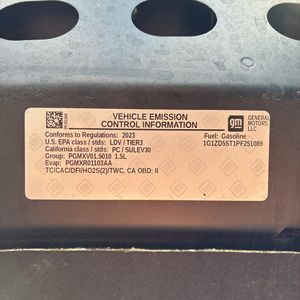 VEHICLE EMISSION
CONTROL INFORMATION
gm
GENERAL
MOTORS
LLC
Conforms to Regulations: 2023
Fuel: Gasoline
U.S. EPA class / stds: LDV / TIER3
1G1ZD5ST1PF251089
California class / stds: PC / SULEV30
Group: PGMXV01.5010 1.5L
Evap: PGMXR01103AA
TC/CAC/DFI/HO2S(2)/TWC, CA OBD: II